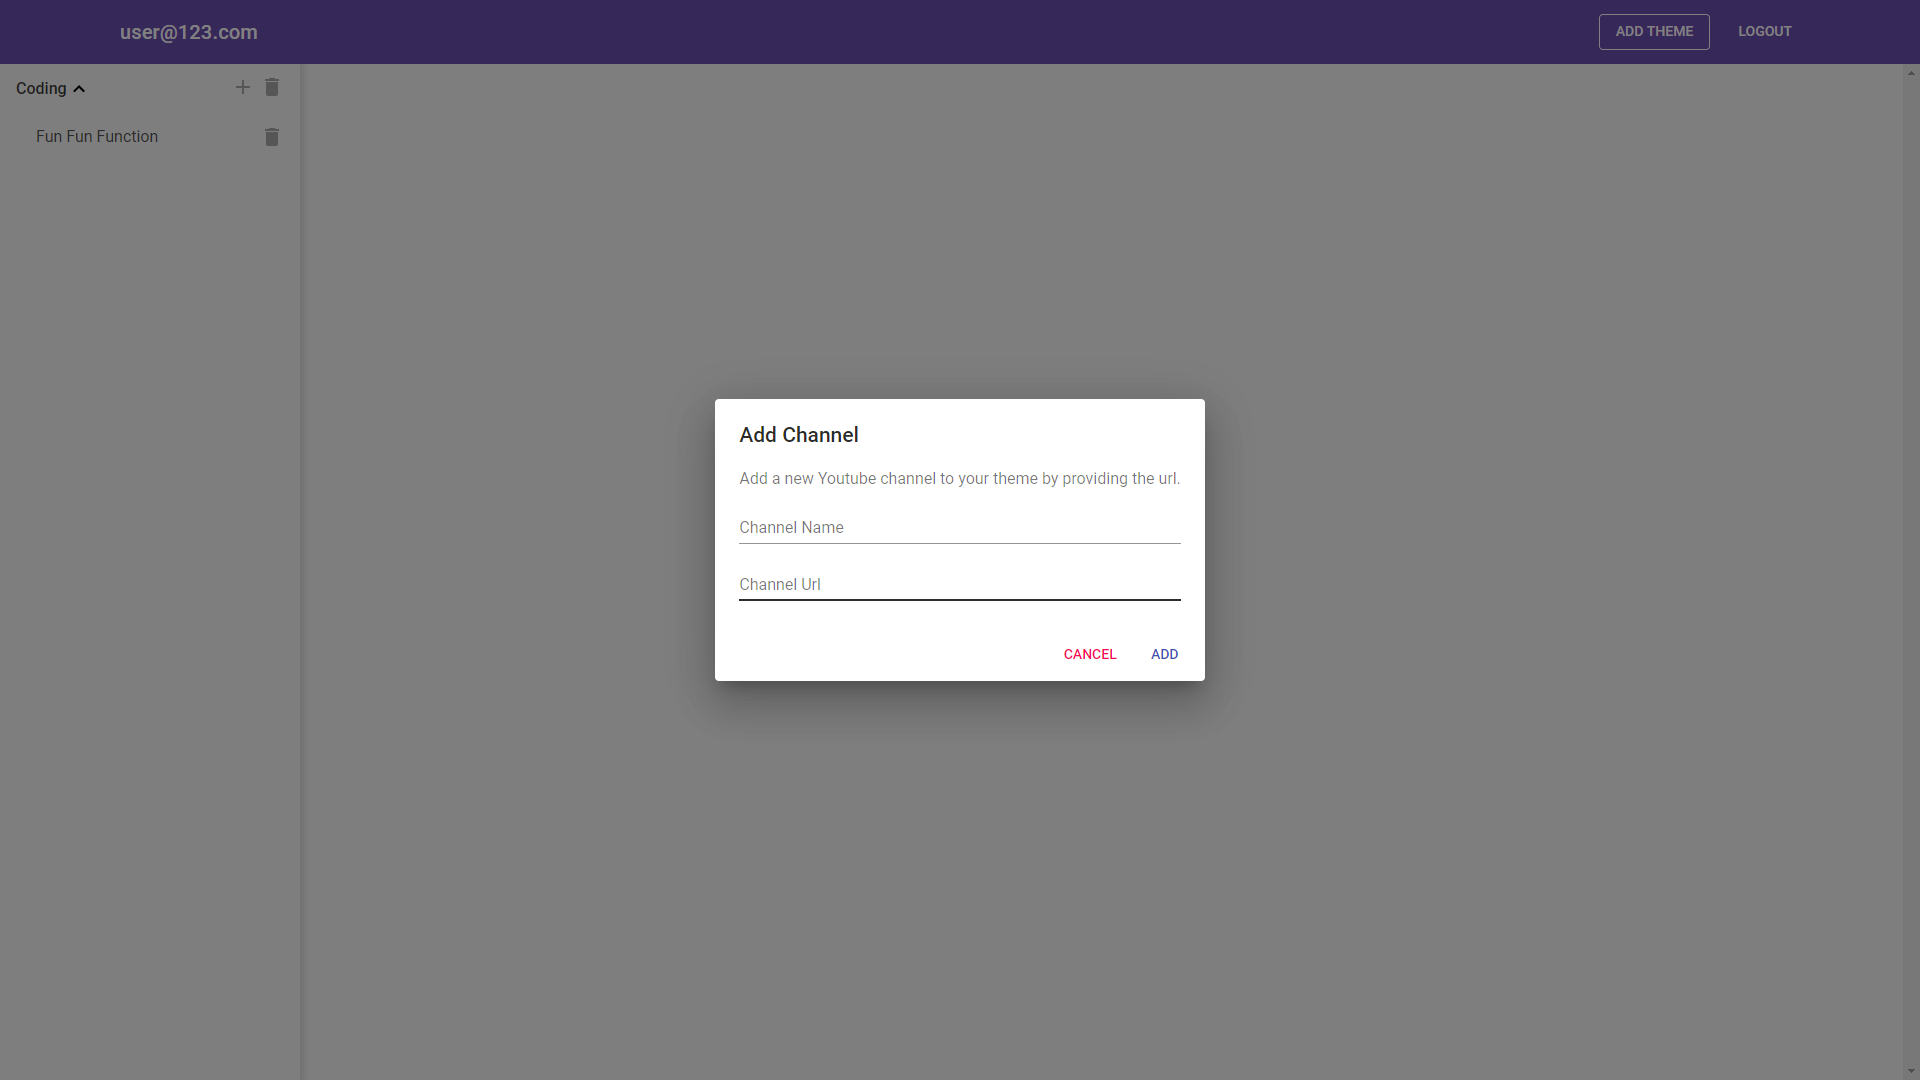 user@123.com
ADD THEME
LOGOUT
Coding
Fun Fun Function
Add Channel
Add a new Youtube channel to your theme by providing the url.
Channel Name
Channel Url
CANCEL
ADD